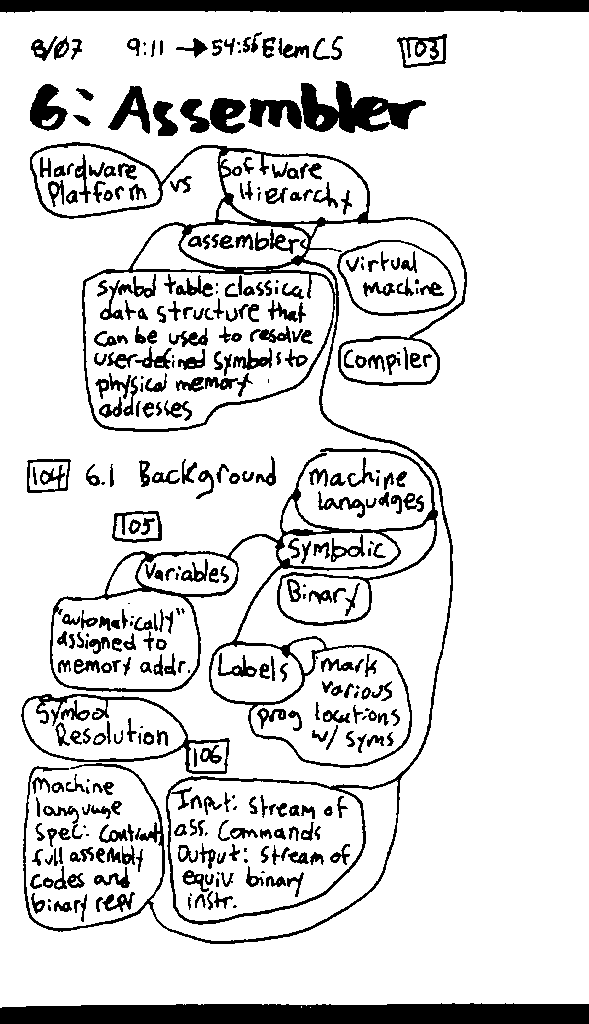 8/07 9:11 → 54:55 Elem CS 103
6: Assembler
Hardware
Platform
vs
Software
Hierarchy
assembler
Virtual
machine
Symbol table: classical
data structure that
can be used to resolve
user-defined symbols to
physical memory
addresses
Compiler
104 6.1 Background
Machine
languages
105
Symbolic
Variables
Binary
"automatically"
assigned to
memory addr.
Labels
mark
various
prog locations
w/ syms
Symbol
Resolution
106
Machine
language
spec: contract,
full assembly
codes and
binary repr
Input: stream of
ass. Commands
Output: stream of
equiv binary
instr.